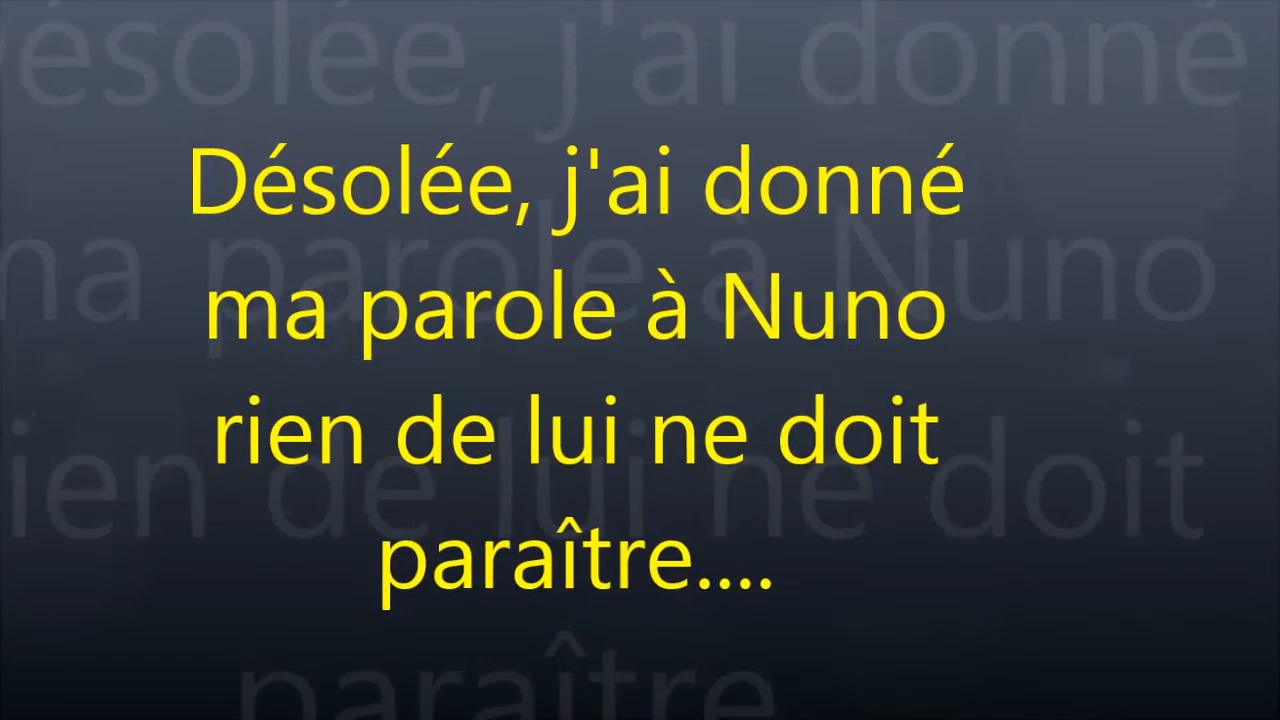 Désolée, j'ai donné
ma parole à Nuno
rien de lui ne doit
paraître....